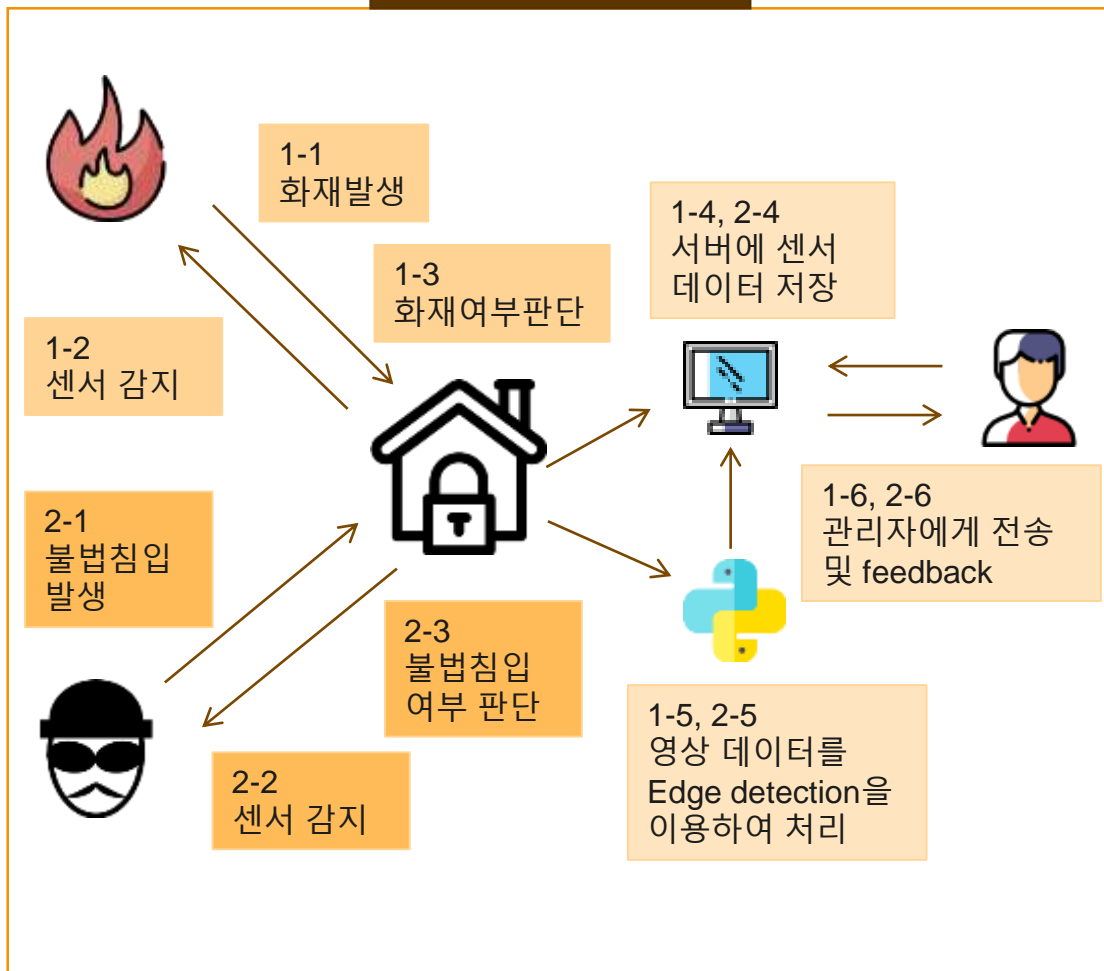 1-1
화재발생
1-2
센서 감지
1-3
화재여부판단
1-4, 2-4
서버에 센서
데이터 저장
1-6, 2-6
관리자에게 전송
및 feedback
2-1
불법침입
발생
2-3
불법침입
여부 판단
2-2
센서 감지
1-5, 2-5
영상 데이터를
Edge detection을
이용하여 처리